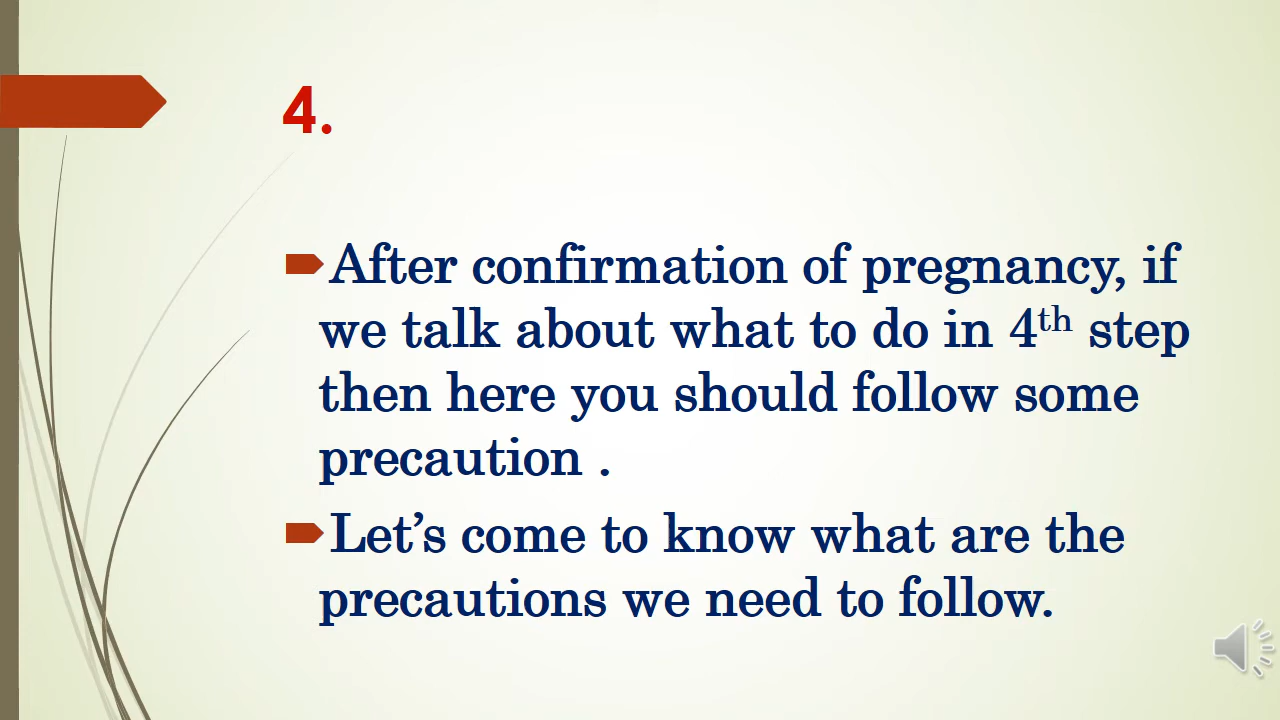 4.
After confirmation of pregnancy, if
we talk about what to do in 4th step
then here you should follow some
precaution .
Let’s come to know what are the
precautions we need to follow.